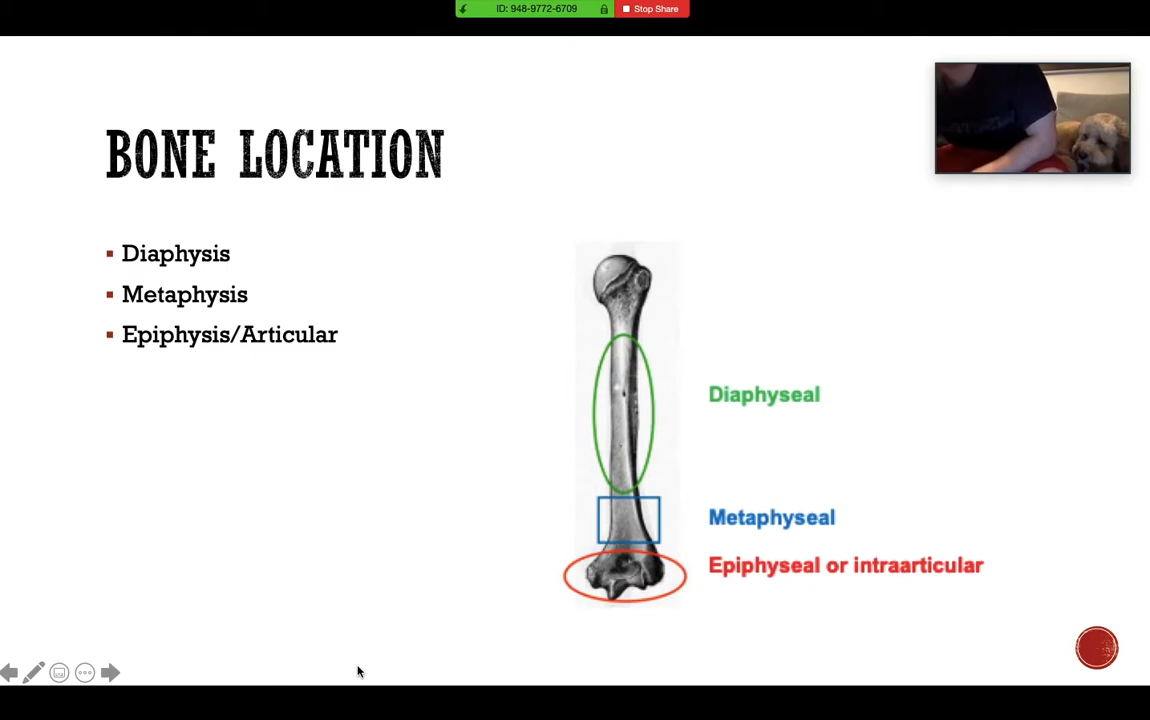 ID: 948-9772-6709
Stop Share
BONE LOCATION
Diaphysis
Metaphysis
Epiphysis/Articular
Diaphyseal
Metaphyseal
Epiphyseal or intraarticular